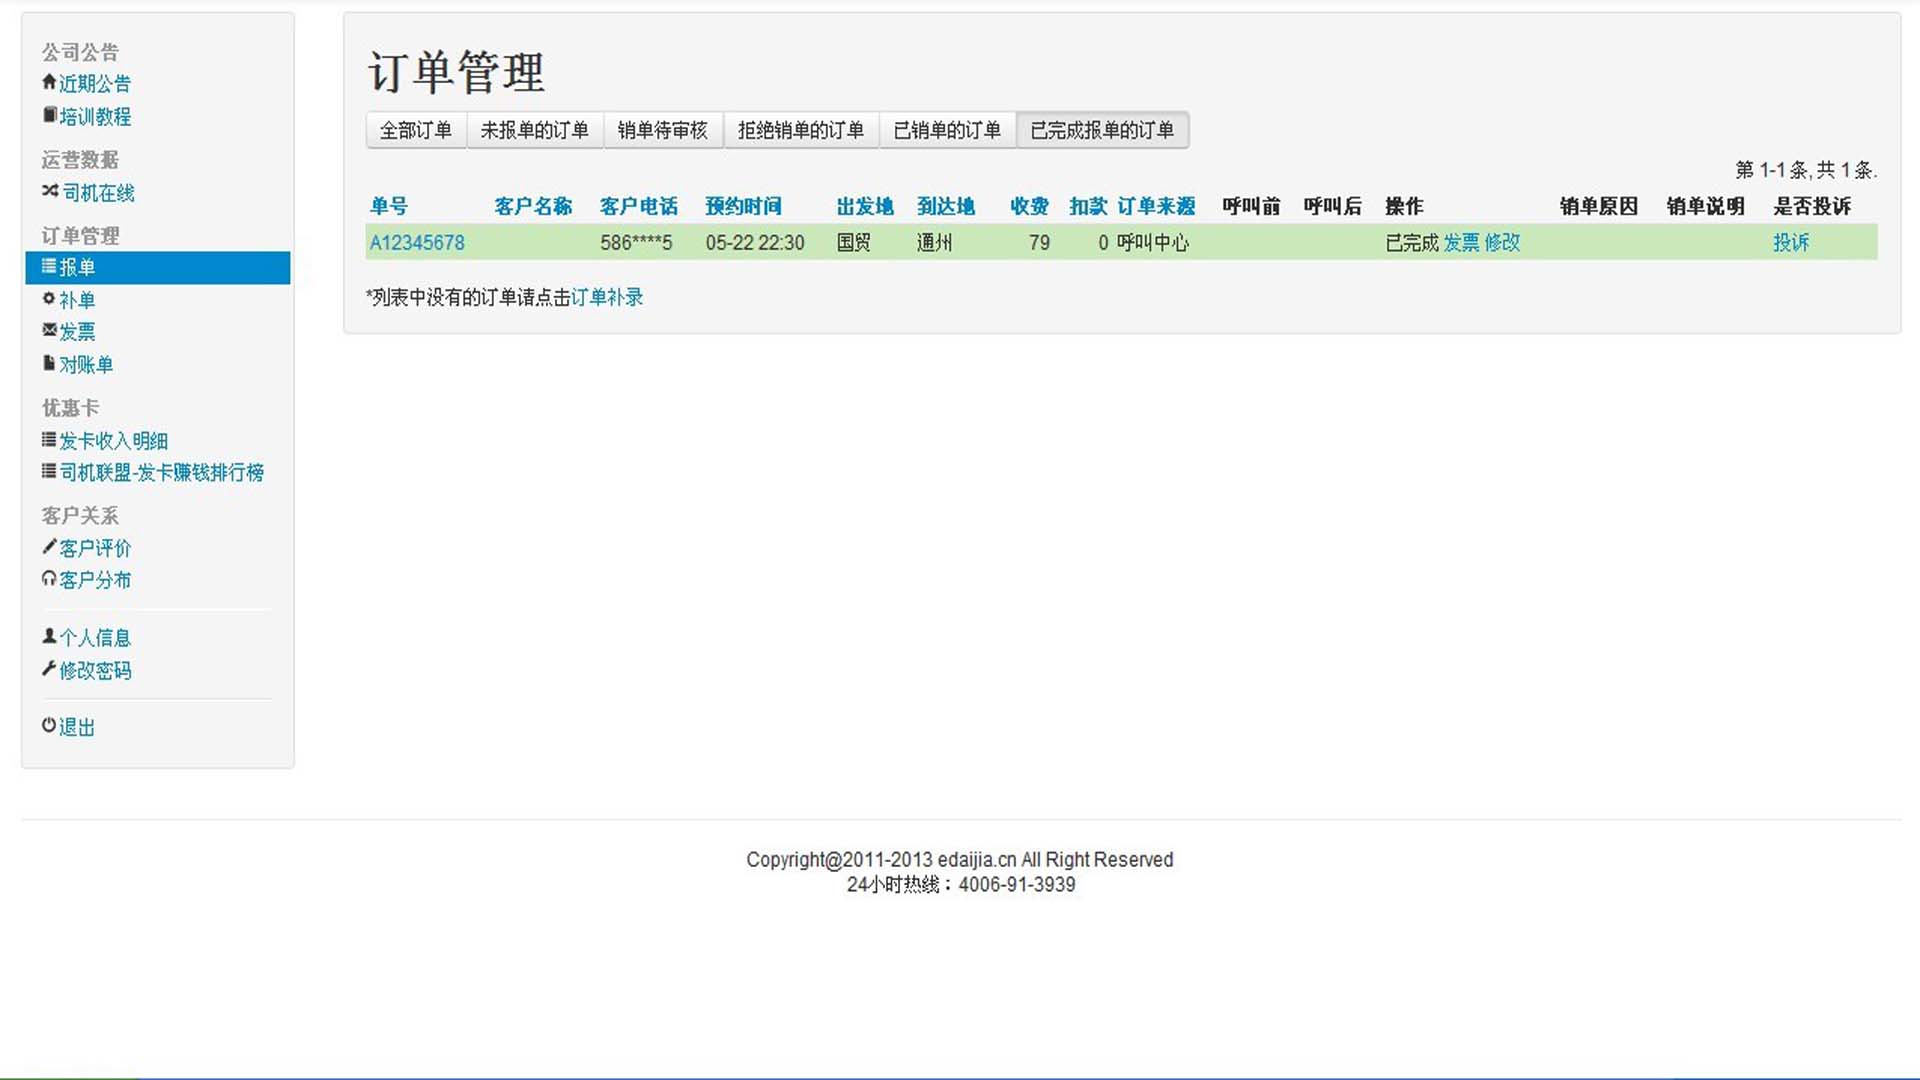 公司公告
近期公告
培训教程
运营数据
司机在线
订单管理
报单
补单
发票
对账单
优惠卡
发卡收入明细
司机联盟-发卡赚钱排行榜
客户关系
客户评价
客户分布
个人信息
修改密码
退出
订单管理
全部订单 未报单的订单 销单待审核 拒绝销单的订单 已销单的订单 已完成报单的订单
第 1-1 条, 共 1 条.
单号 客户名称 客户电话 预约时间 出发地 到达地 收费 扣款 订单来源 呼叫前 呼叫后 操作 销单原因 销单说明 是否投诉
A12345678 586****5 05-22 22:30 国贸 通州 79 0 呼叫中心 已完成 发票 修改 投诉
*列表中没有的订单请点击订单补录
Copyright@2011-2013 edaijia.cn All Right Reserved
24小时热线：4006-91-3939